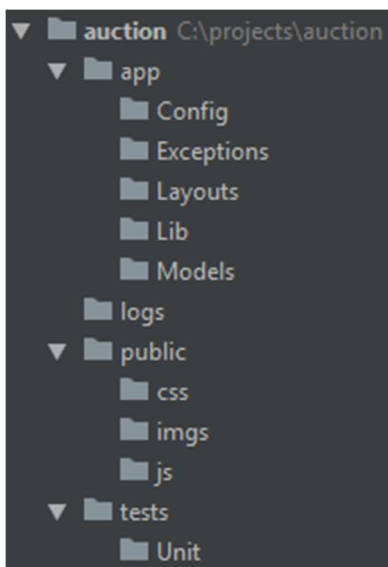 auction C:\projects\auction
app
Config
Exceptions
Layouts
Lib
Models
logs
public
css
imgs
js
tests
Unit